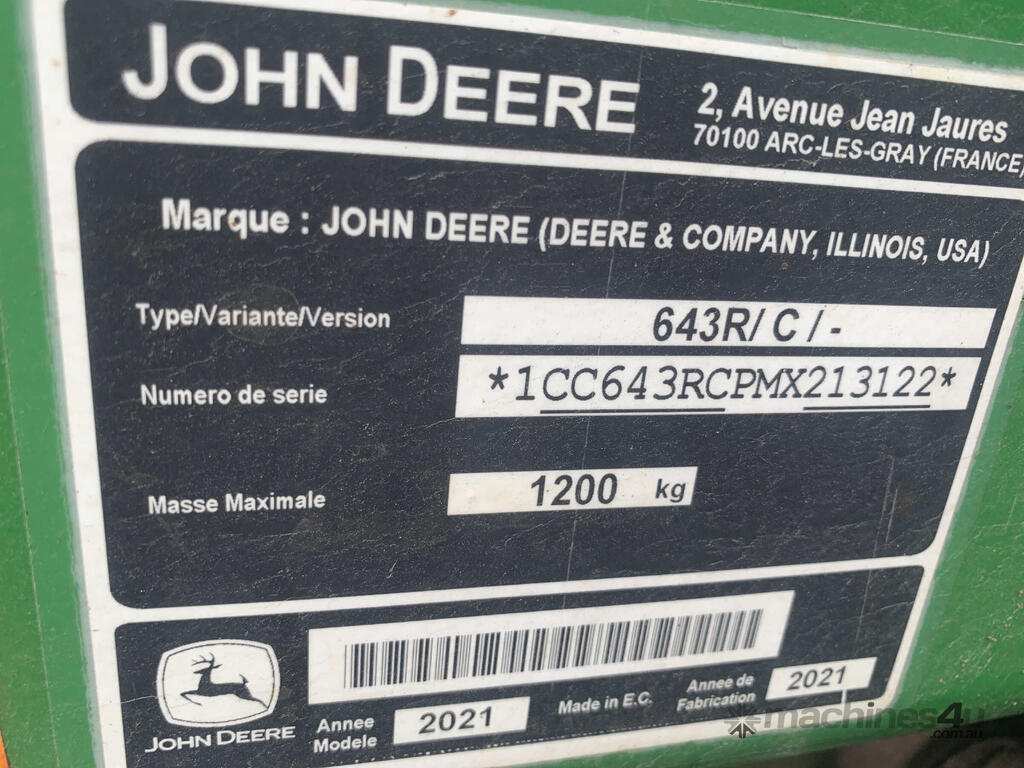 JOHN DEERE
2, Avenue Jean Jaures
70100 ARC-LES-GRAY (FRANCE)
Marque : JOHN DEERE (DEERE & COMPANY, ILLINOIS, USA)
Type/Variante/Version 643R/ C / -
Numero de serie *1CC643RCPMX213122*
Masse Maximale 1200 kg
JOHN DEERE
Annee Modele 2021
Made in E.C.
Annee de Fabrication 2021
machines4u
.com.au